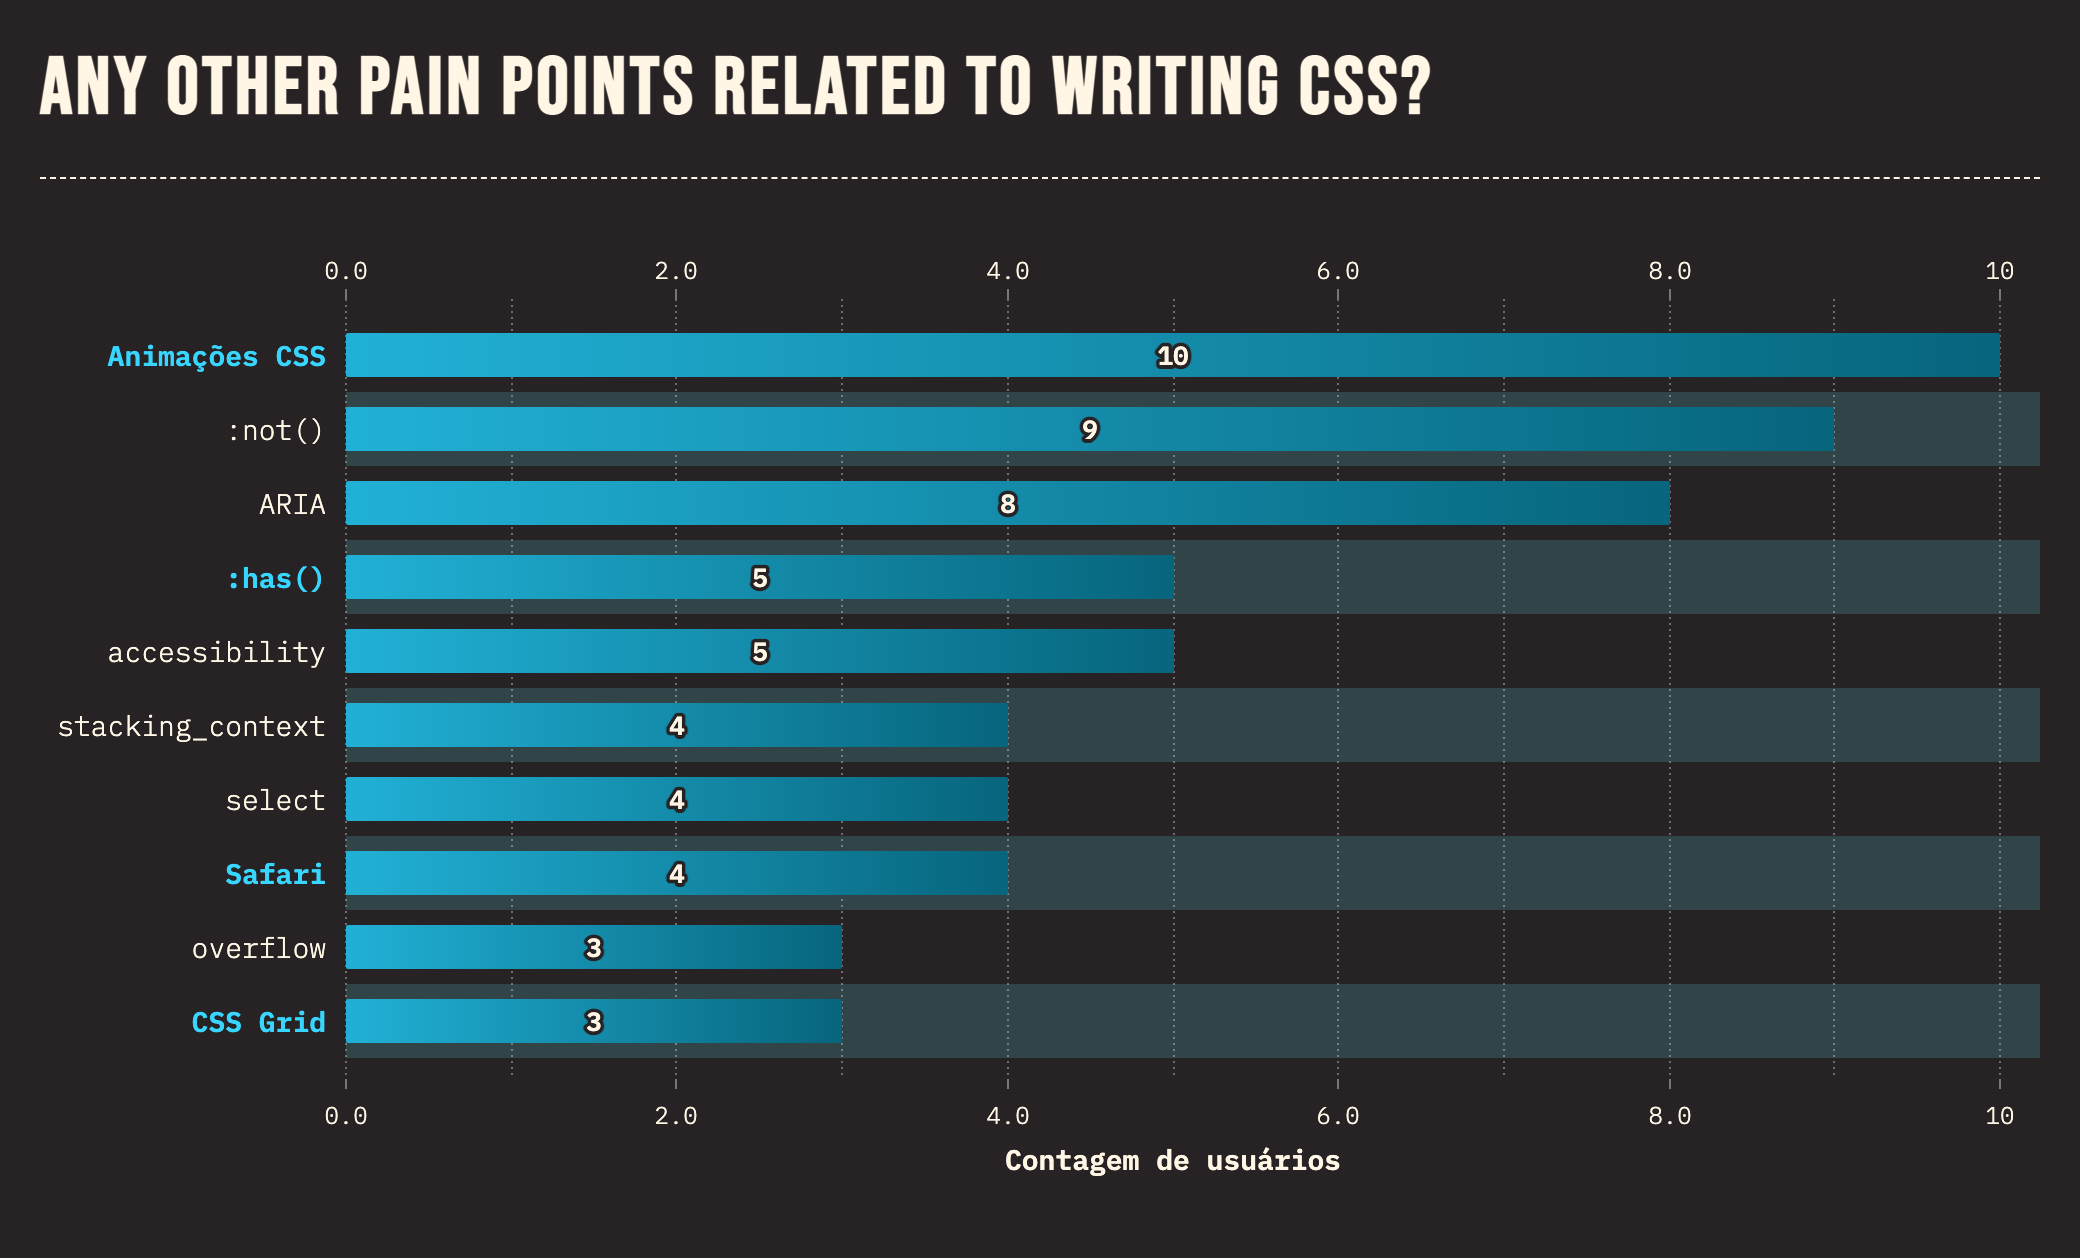 ANY OTHER PAIN POINTS RELATED TO WRITING CSS?
0.0 2.0 4.0 6.0 8.0 10
Animações CSS 10
:not() 9
ARIA 8
:has() 5
accessibility 5
stacking_context 4
select 4
Safari 4
overflow 3
CSS Grid 3
0.0 2.0 4.0 6.0 8.0 10
Contagem de usuários